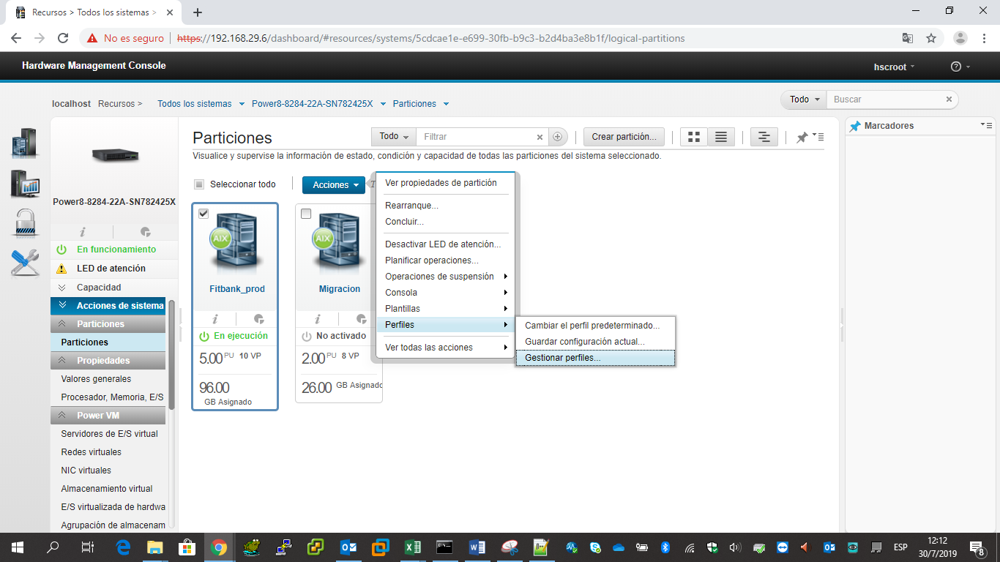 Recursos > Todos los sistemas >
No es seguro
https://192.168.29.6/dashboard/#resources/systems/5cdcae1e-e699-30fb-b9c3-b2d4ba3e8b1f/logical-partitions
Hardware Management Console
hscroot
localhost Recursos > Todos los sistemas Power8-8284-22A-SN782425X Particiones
Todo Buscar
Power8-8284-22A-SN782425X
En funcionamiento
LED de atención
Capacidad
Acciones de sistema
Particiones
Particiones
Propiedades
Valores generales
Procesador, Memoria, E/S
Power VM
Servidores de E/S virtual
Redes virtuales
NIC virtuales
Almacenamiento virtual
E/S virtualizada de hardwa
Agrupación de almacenam
Particiones
Todo Filtrar
Crear partición...
Visualice y supervise la información de estado, condición y capacidad de todas las particiones del sistema seleccionado.
Seleccionar todo
Acciones
AIX
Fitbank_prod
En ejecución
5.00 PU 10 VP
96.00
GB Asignado
AIX
Migracion
No activado
2.00 PU 8 VP
26.00 GB Asignado
Ver propiedades de partición
Rearranque...
Concluir...
Desactivar LED de atención...
Planificar operaciones...
Operaciones de suspensión
Consola
Plantillas
Perfiles
Ver todas las acciones
Cambiar el perfil predeterminado...
Guardar configuración actual...
Gestionar perfiles...
Marcadores
ESP
12:12
30/7/2019
8